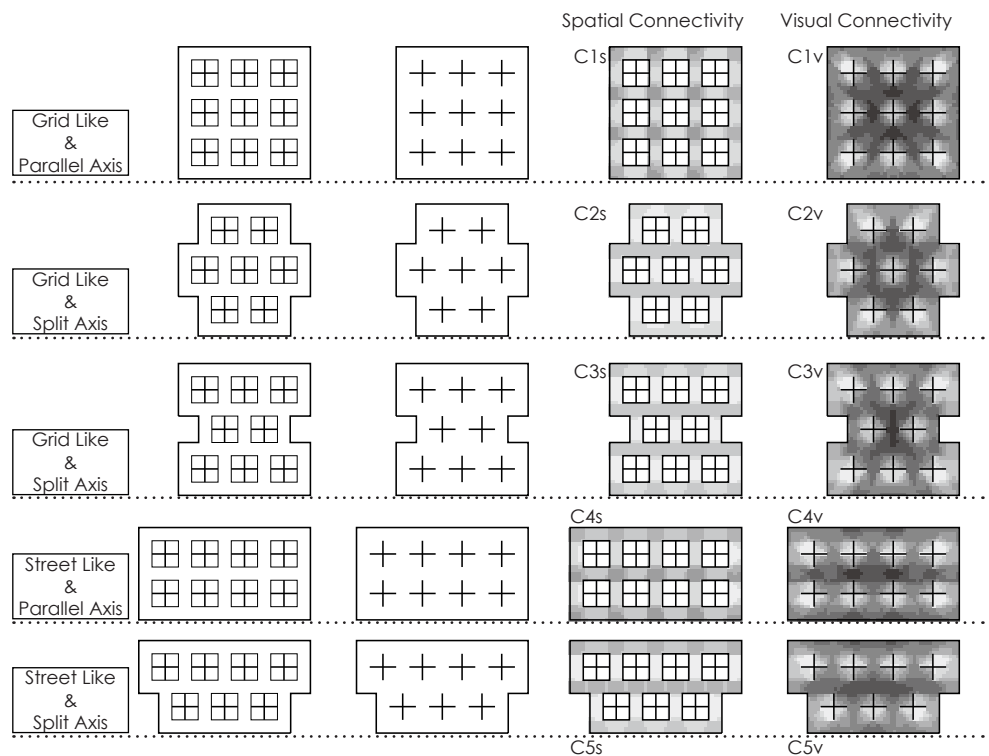 Spatial Connectivity Visual Connectivity
C1s C1v
Grid Like
&
Parallel Axis
C2s C2v
Grid Like
&
Split Axis
C3s C3v
Grid Like
&
Split Axis
C4s C4v
Street Like
&
Parallel Axis
Street Like
&
Split Axis
C5s C5v